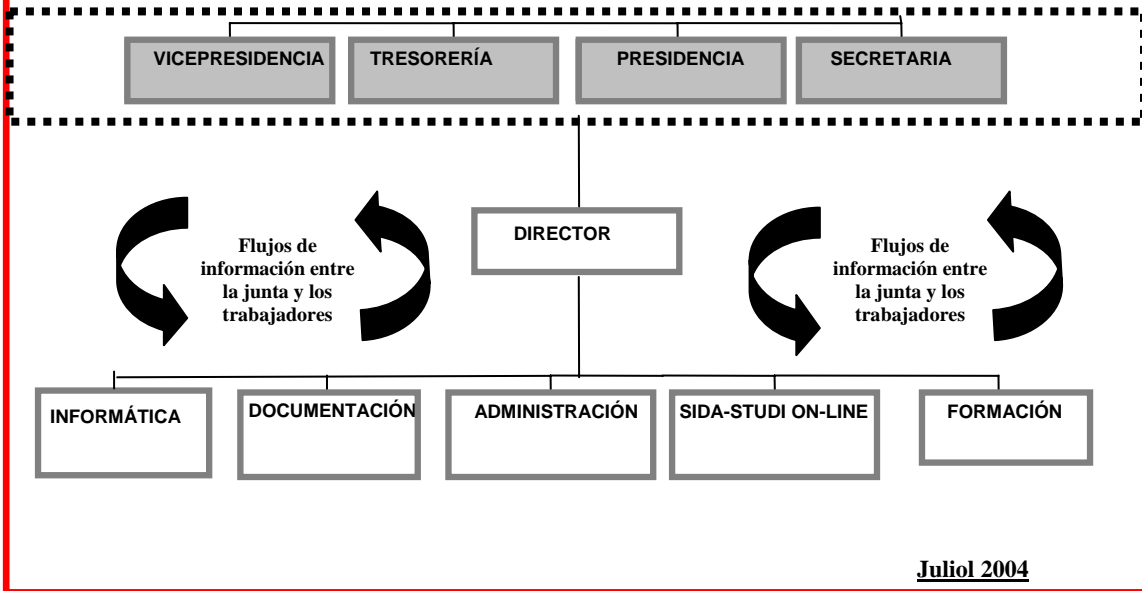 VICEPRESIDENCIA
TRESORERÍA
PRESIDENCIA
SECRETARIA
Flujos de
información entre
la junta y los
trabajadores
DIRECTOR
Flujos de
información entre
la junta y los
trabajadores
INFORMÁTICA
DOCUMENTACIÓN
ADMINISTRACIÓN
SIDA-STUDI ON-LINE
FORMACIÓN
Juliol 2004